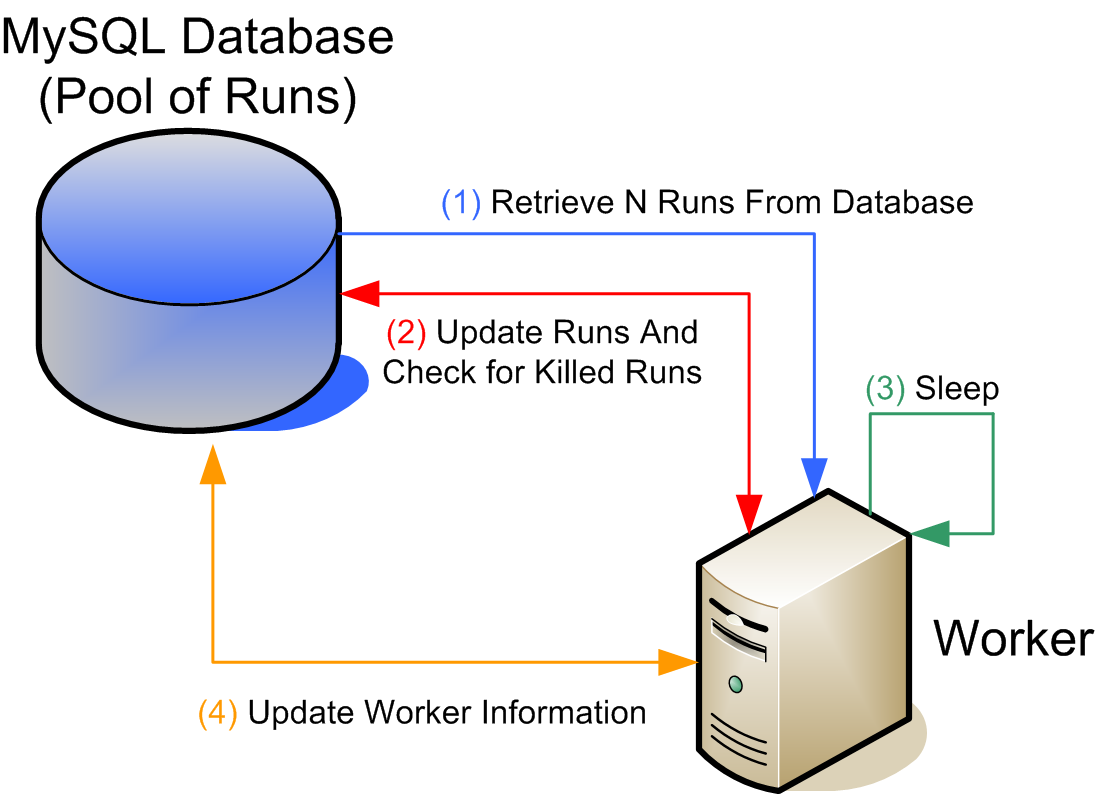 MySQL Database
(Pool of Runs)
(1) Retrieve N Runs From Database
(2) Update Runs And
Check for Killed Runs
(3) Sleep
Worker
(4) Update Worker Information